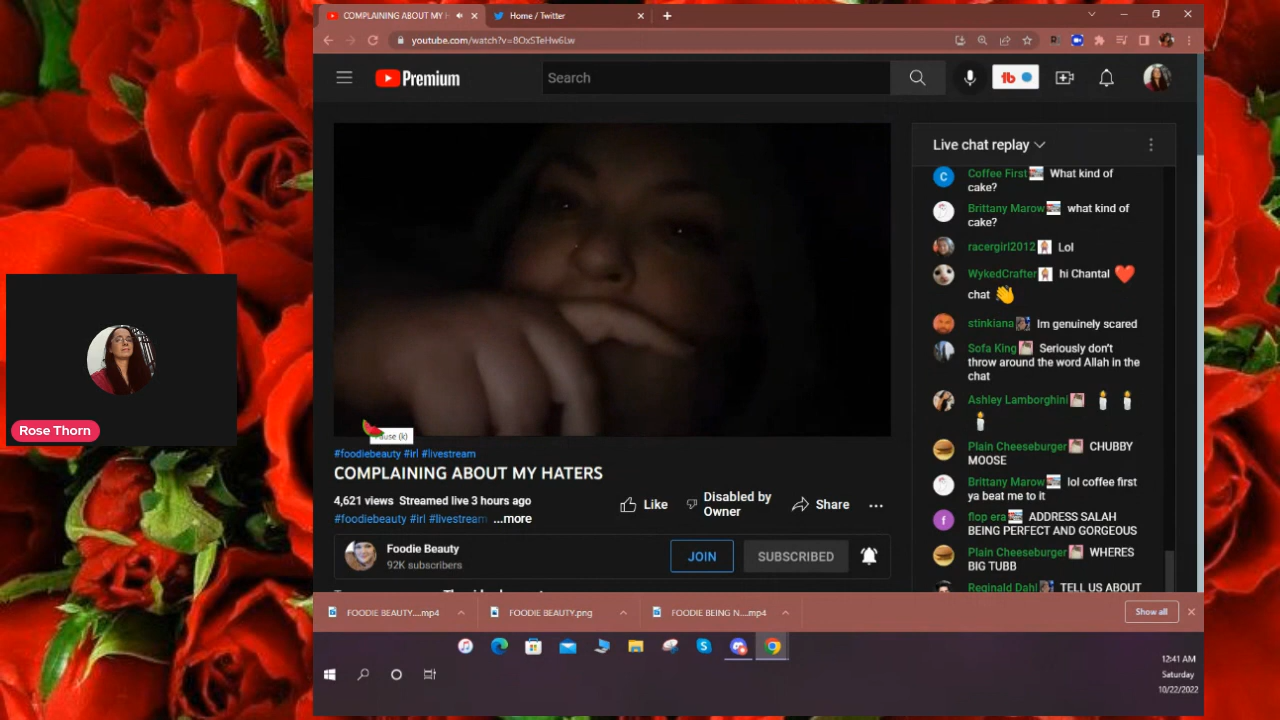 COMPLAINING ABOUT MY H
Home / Twitter
youtube.com/watch?v=8OxSTeHw6Lw
Premium
Search
Live chat replay
Coffee First What kind of
cake?
Brittany Marow what kind of
cake?
racergirl2012 Lol
WykedCrafter hi Chantal
chat
stinkiana Im genuinely scared
Sofa King Seriously don't
throw around the word Allah in the
chat
Ashley Lamborghini
Plain Cheeseburger CHUBBY
MOOSE
Brittany Marow lol coffee first
ya beat me to it
flop era ADDRESS SALAH
BEING PERFECT AND GORGEOUS
Plain Cheeseburger WHERES
BIG TUBB
Reginald Dahl TELL US ABOUT
Rose Thorn
Pause (k)
#foodiebeauty #irl #livestream
COMPLAINING ABOUT MY HATERS
4,621 views Streamed live 3 hours ago
#foodiebeauty #irl #livestream ...more
Like
Disabled by
Owner
Share
Foodie Beauty
92K subscribers
JOIN
SUBSCRIBED
FOODIE BEAUTY....mp4
FOODIE BEAUTY.png
FOODIE BEING N....mp4
Show all
12:41 AM
Saturday
10/22/2022